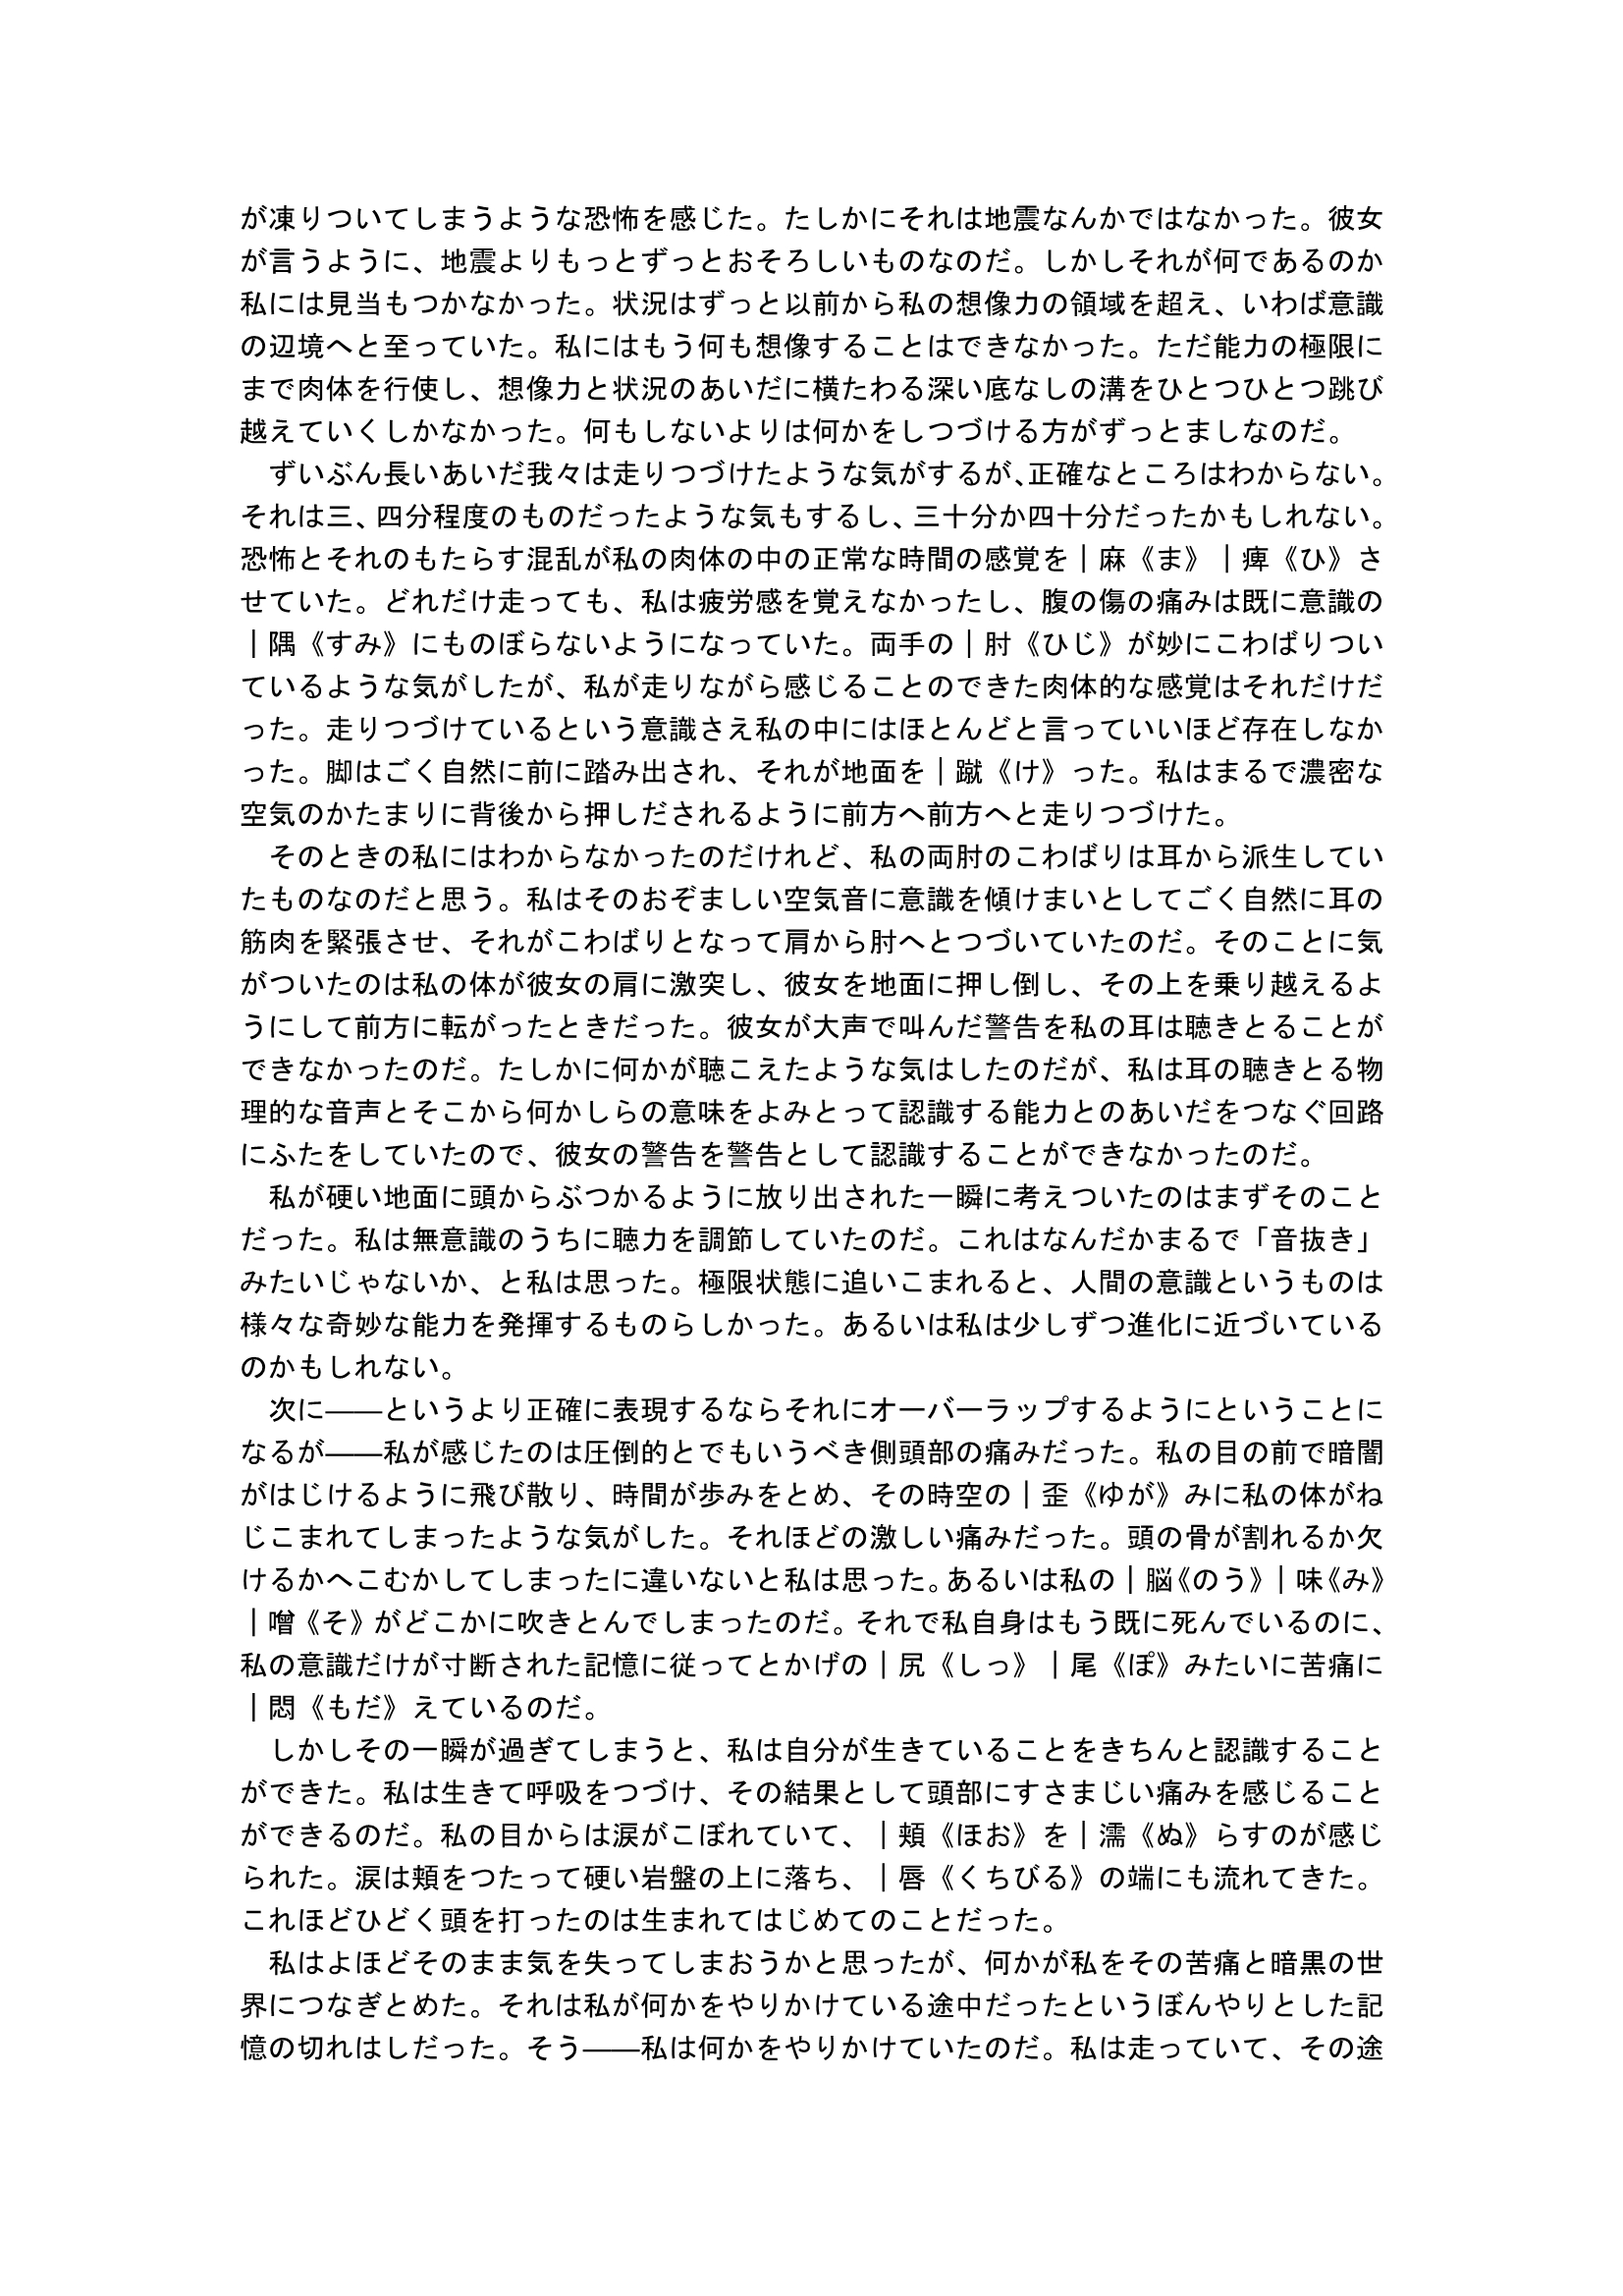 が凍りついてしまうような恐怖を感じた。たしかにそれは地震なんかではなかった。彼女
が言うように、地震よりもっとずっとおそろしいものなのだ。しかしそれが何であるのか
私には見当もつかなかった。状況はずっと以前から私の想像力の領域を超え、いわば意識
の辺境へと至っていた。私にはもう何も想像することはできなかった。ただ能力の極限に
まで肉体を行使し、想像力と状況のあいだに横たわる深い底なしの溝をひとつひとつ跳び
越えていくしかなかった。何もしないよりは何かをしつづける方がずっとましなのだ。
　ずいぶん長いあいだ我々は走りつづけたような気がするが、正確なところはわからない。
それは三、四分程度のものだったような気もするし、三十分か四十分だったかもしれない。
恐怖とそれのもたらす混乱が私の肉体の中の正常な時間の感覚を｜麻《ま》｜痺《ひ》さ
せていた。どれだけ走っても、私は疲労感を覚えなかったし、腹の傷の痛みは既に意識の
｜隅《すみ》にものぼらないようになっていた。両手の｜肘《ひじ》が妙にこわばりつい
ているような気がしたが、私が走りながら感じることのできた肉体的な感覚はそれだけだ
った。走りつづけているという意識さえ私の中にはほとんどと言っていいほど存在しなか
った。脚はごく自然に前に踏み出され、それが地面を｜蹴《け》った。私はまるで濃密な
空気のかたまりに背後から押しだされるように前方へ前方へと走りつづけた。
　そのときの私にはわからなかったのだけれど、私の両肘のこわばりは耳から派生してい
たものなのだと思う。私はそのおぞましい空気音に意識を傾けまいとしてごく自然に耳の
筋肉を緊張させ、それがこわばりとなって肩から肘へとつづいていたのだ。そのことに気
がついたのは私の体が彼女の肩に激突し、彼女を地面に押し倒し、その上を乗り越えるよ
うにして前方に転がったときだった。彼女が大声で叫んだ警告を私の耳は聴きとることが
できなかったのだ。たしかに何かが聴こえたような気はしたのだが、私は耳の聴きとる物
理的な音声とそこから何かしらの意味をよみとって認識する能力とのあいだをつなぐ回路
にふたをしていたので、彼女の警告を警告として認識することができなかったのだ。
　私が硬い地面に頭からぶつかるように放り出された一瞬に考えついたのはまずそのこと
だった。私は無意識のうちに聴力を調節していたのだ。これはなんだかまるで「音抜き」
みたいじゃないか、と私は思った。極限状態に追いこまれると、人間の意識というものは
様々な奇妙な能力を発揮するものらしかった。あるいは私は少しずつ進化に近づいている
のかもしれない。
　次に――というより正確に表現するならそれにオーバーラップするようにということに
なるが――私が感じたのは圧倒的とでもいうべき側頭部の痛みだった。私の目の前で暗闇
がはじけるように飛び散り、時間が歩みをとめ、その時空の｜歪《ゆが》みに私の体がね
じこまれてしまったような気がした。それほどの激しい痛みだった。頭の骨が割れるか欠
けるかへこむかしてしまったに違いないと私は思った。あるいは私の｜脳《のう》｜味《み》
｜噌《そ》がどこかに吹きとんでしまったのだ。それで私自身はもう既に死んでいるのに、
私の意識だけが寸断された記憶に従ってとかげの｜尻《しっ》｜尾《ぽ》みたいに苦痛に
｜悶《もだ》えているのだ。
　しかしその一瞬が過ぎてしまうと、私は自分が生きていることをきちんと認識すること
ができた。私は生きて呼吸をつづけ、その結果として頭部にすさまじい痛みを感じること
ができるのだ。私の目からは涙がこぼれていて、｜頬《ほお》を｜濡《ぬ》らすのが感じ
られた。涙は頬をつたって硬い岩盤の上に落ち、｜唇《くちびる》の端にも流れてきた。
これほどひどく頭を打ったのは生まれてはじめてのことだった。
　私はよほどそのまま気を失ってしまおうかと思ったが、何かが私をその苦痛と暗黒の世
界につなぎとめた。それは私が何かをやりかけている途中だったというぼんやりとした記
憶の切れはしだった。そう――私は何かをやりかけていたのだ。私は走っていて、その途